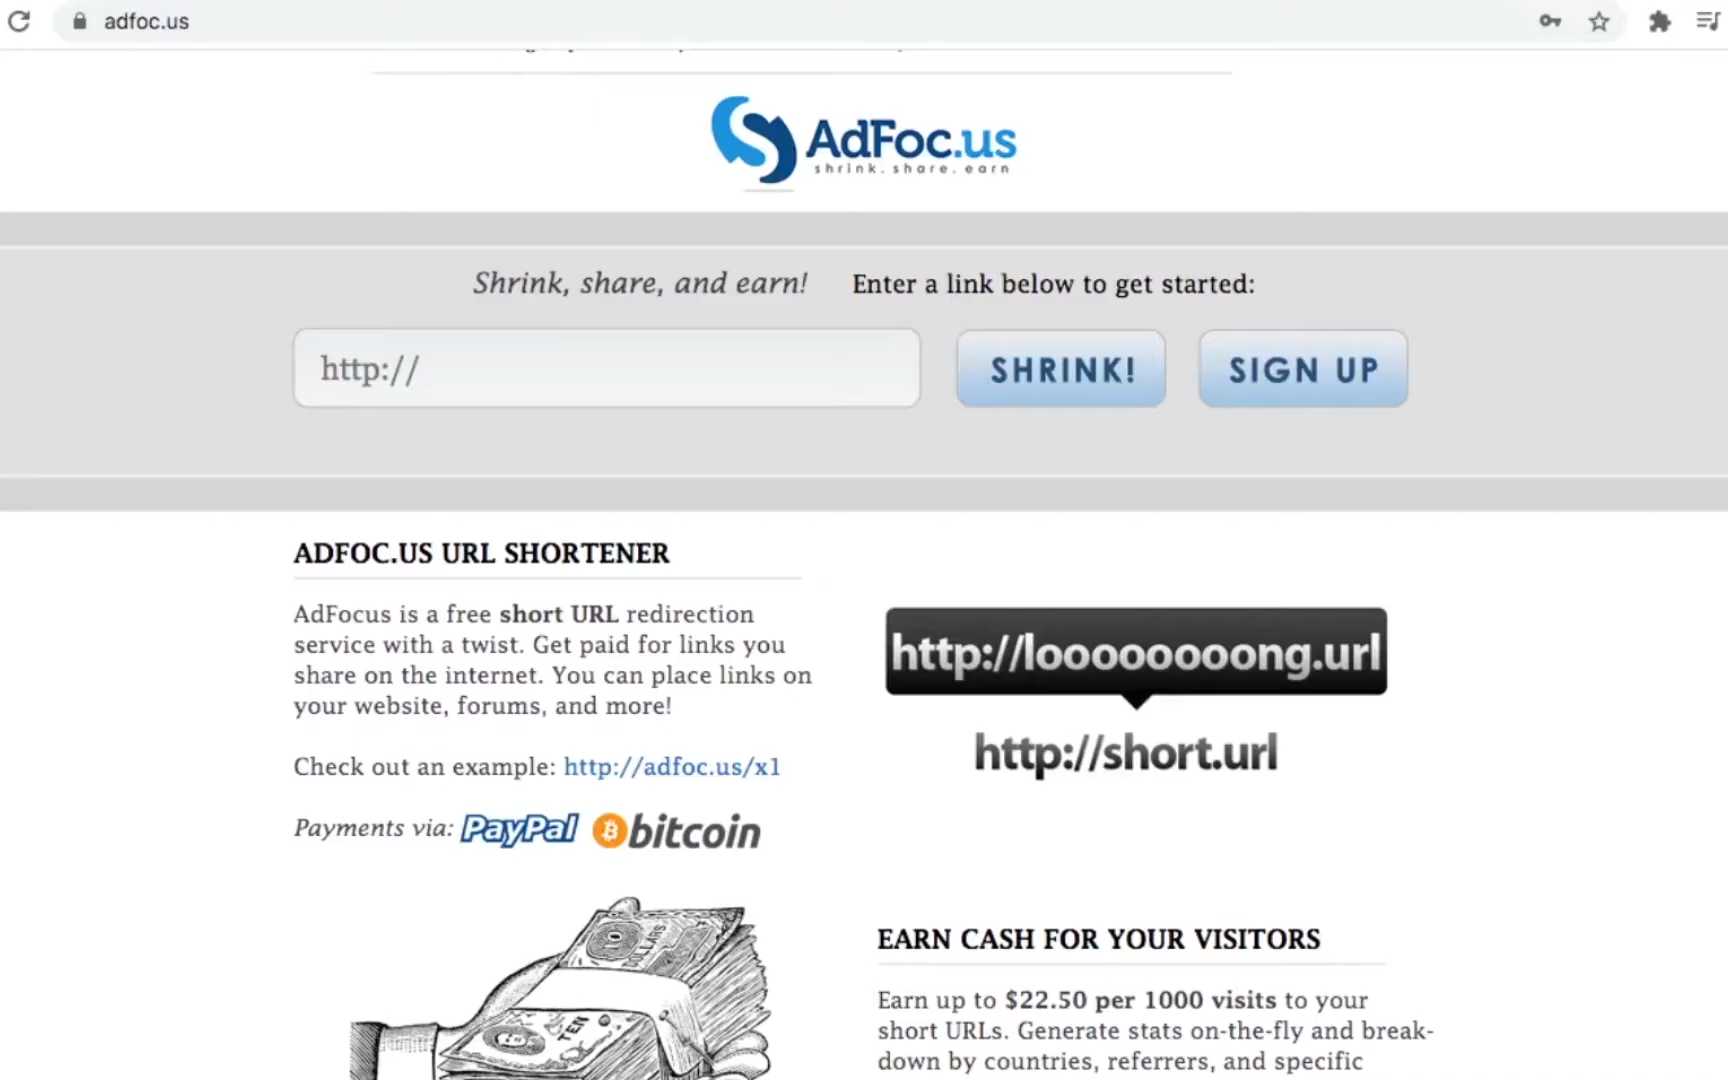 adfoc.us
AdFoc.us
shrink. share. earn
Shrink, share, and earn!
Enter a link below to get started:
http://
SHRINK!
SIGN UP
ADFOC.US URL SHORTENER
AdFocus is a free short URL redirection
service with a twist. Get paid for links you
share on the internet. You can place links on
your website, forums, and more!
http://looooooooong.url
http://short.url
Check out an example: http://adfoc.us/x1
Payments via: PayPal bitcoin
10
DOLLARS
TEN
EARN CASH FOR YOUR VISITORS
Earn up to $22.50 per 1000 visits to your
short URLs. Generate stats on-the-fly and break-
down by countries, referrers, and specific